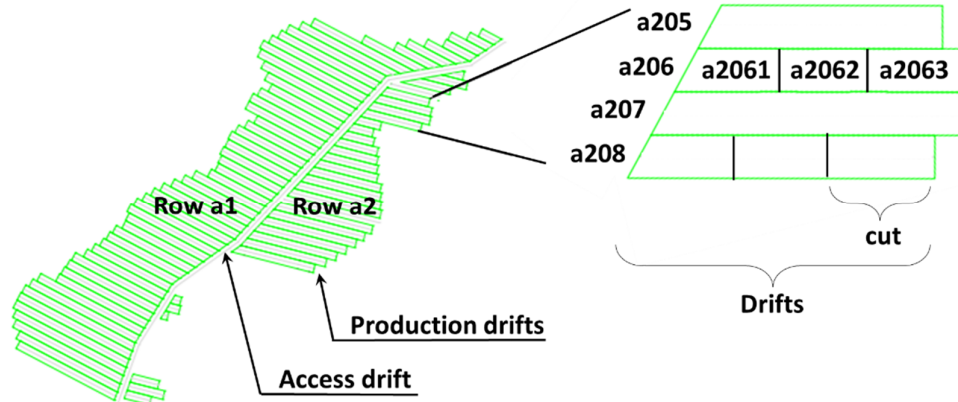 a205
a206 a2061 a2062 a2063
a207
a208
Row a1 Row a2
cut
Drifts
Production drifts
Access drift